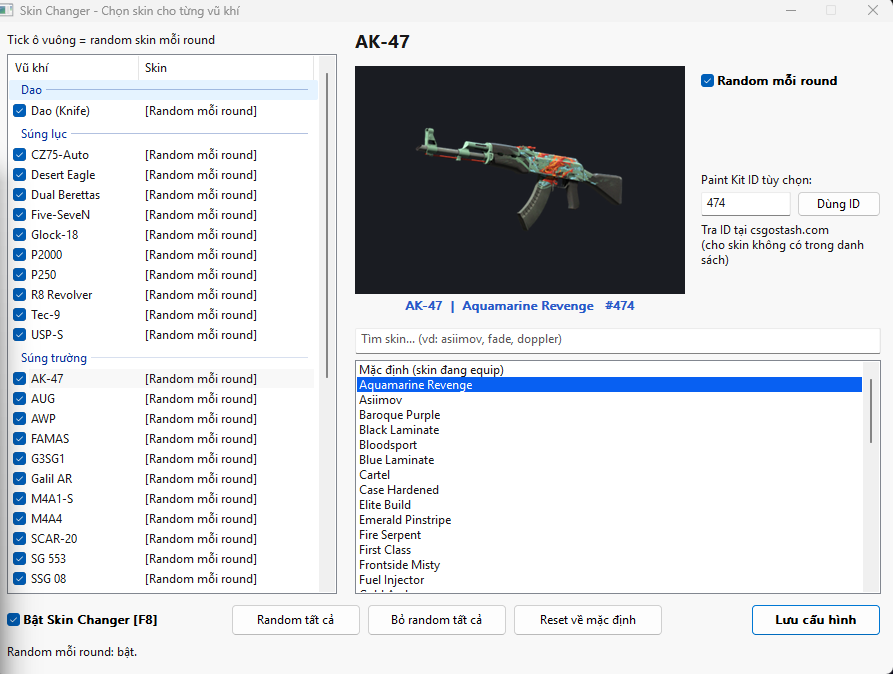 Skin Changer - Chọn skin cho từng vũ khí
Tick ô vuông = random skin mỗi round
Vũ khí Skin
Dao
Dao (Knife) [Random mỗi round]
Súng lục
CZ75-Auto [Random mỗi round]
Desert Eagle [Random mỗi round]
Dual Berettas [Random mỗi round]
Five-SeveN [Random mỗi round]
Glock-18 [Random mỗi round]
P2000 [Random mỗi round]
P250 [Random mỗi round]
R8 Revolver [Random mỗi round]
Tec-9 [Random mỗi round]
USP-S [Random mỗi round]
Súng trường
AK-47 [Random mỗi round]
AUG [Random mỗi round]
AWP [Random mỗi round]
FAMAS [Random mỗi round]
G3SG1 [Random mỗi round]
Galil AR [Random mỗi round]
M4A1-S [Random mỗi round]
M4A4 [Random mỗi round]
SCAR-20 [Random mỗi round]
SG 553 [Random mỗi round]
SSG 08 [Random mỗi round]
AK-47
AK-47 | Aquamarine Revenge #474
Random mỗi round
Paint Kit ID tùy chọn:
474 Dùng ID
Tra ID tại csgostash.com
(cho skin không có trong danh
sách)
Tìm skin... (vd: asiimov, fade, doppler)
Mặc định (skin đang equip)
Aquamarine Revenge
Asiimov
Baroque Purple
Black Laminate
Bloodsport
Blue Laminate
Cartel
Case Hardened
Elite Build
Emerald Pinstripe
Fire Serpent
First Class
Frontside Misty
Fuel Injector
Bật Skin Changer [F8] Random tất cả Bỏ random tất cả Reset về mặc định Lưu cấu hình
Random mỗi round: bật.